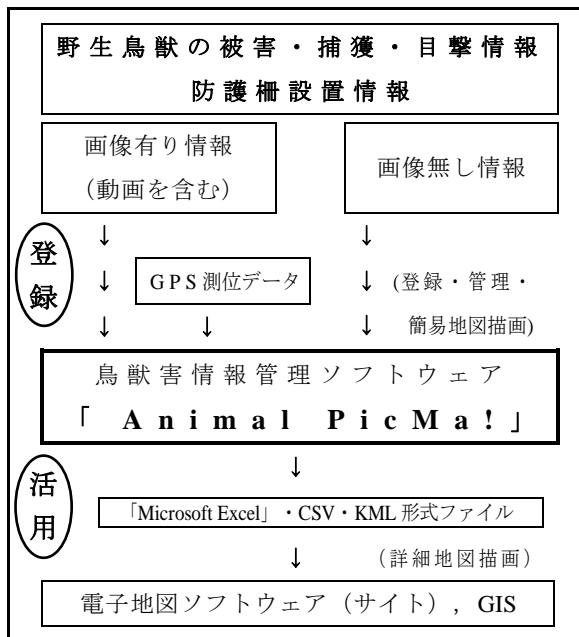 野生鳥獣の被害・捕獲・目撃情報
防護柵設置情報
画像有り情報
(動画を含む)
画像無し情報
↓ ↓
登録
↓ GPS測位データ ↓ (登録・管理・
↓ ↓ ↓ 簡易地図描画)
鳥獣害情報管理ソフトウェア
「Animal PicMa!」
↓
活用
「Microsoft Excel」・CSV・KML形式ファイル
↓ (詳細地図描画)
電子地図ソフトウェア(サイト), GIS